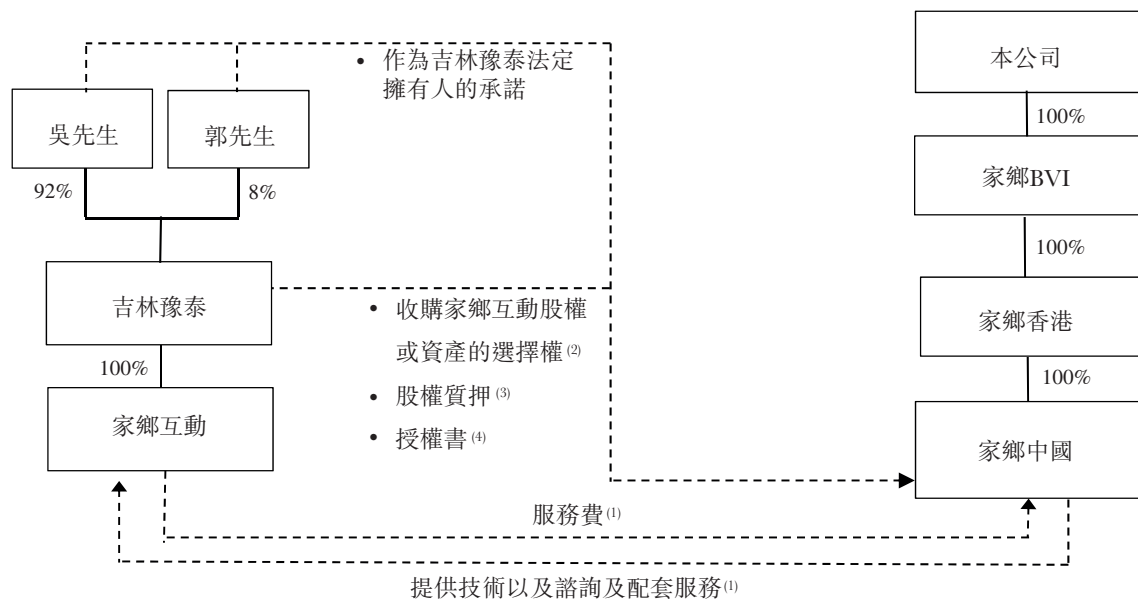 • 作為吉林豫泰法定
擁有人的承諾
本公司
100%
吳先生
郭先生
92%
8%
家鄉BVI
100%
吉林豫泰
• 收購家鄉互動股權
或資產的選擇權(2)
家鄉香港
100%
100%
• 股權質押(3)
家鄉互動
• 授權書(4)
家鄉中國
服務費(1)
提供技術以及諮詢及配套服務(1)